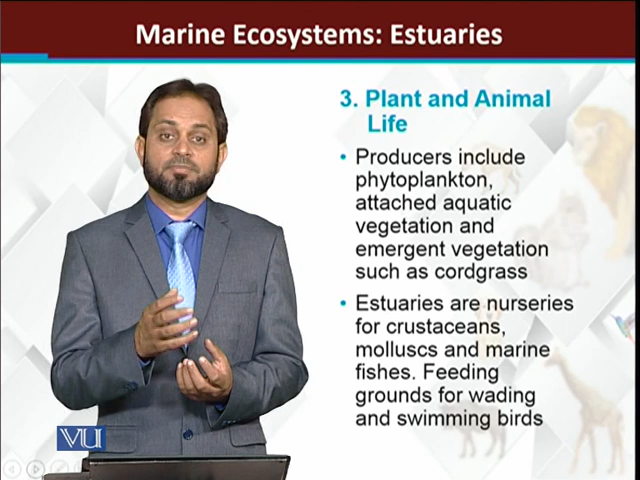 Marine Ecosystems: Estuaries
3. Plant and Animal
Life
• Producers include
phytoplankton,
attached aquatic
vegetation and
emergent vegetation
such as cordgrass
• Estuaries are nurseries
for crustaceans,
molluscs and marine
fishes. Feeding
grounds for wading
and swimming birds
VU